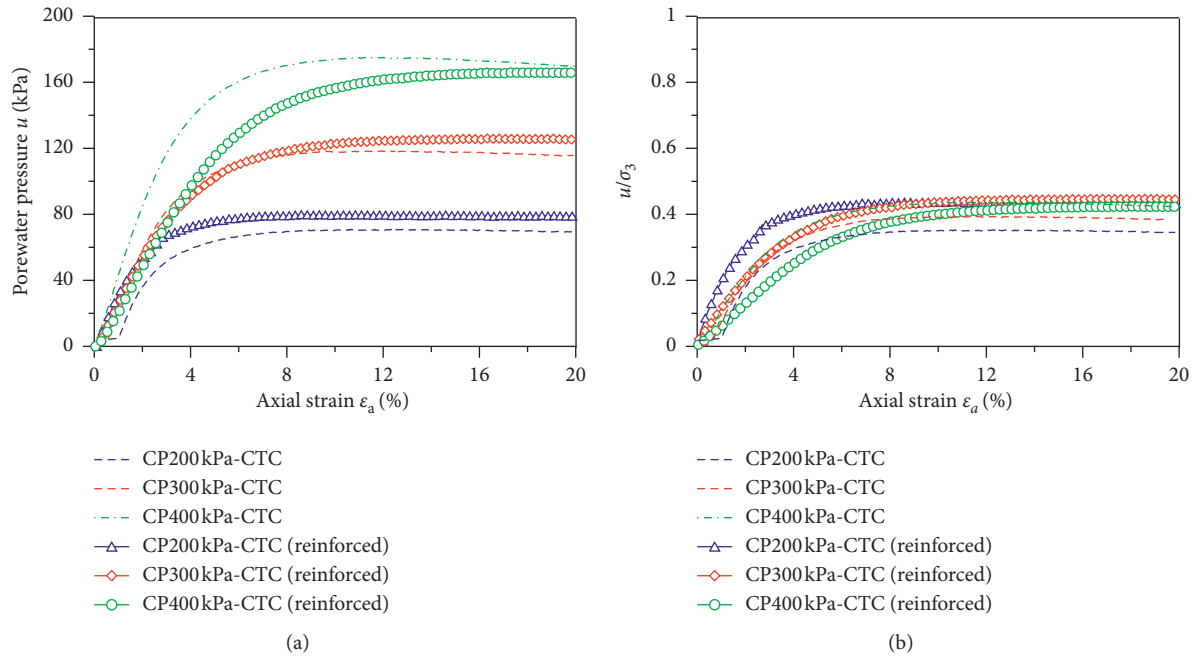 200
160
120
80
40
0
Porewater pressure u (kPa)
0 4 8 12 16 20
Axial strain εa (%)
CP200 kPa-CTC
CP300 kPa-CTC
CP400 kPa-CTC
CP200 kPa-CTC (reinforced)
CP300 kPa-CTC (reinforced)
CP400 kPa-CTC (reinforced)
(a)
1
0.8
0.6
0.4
0.2
0
u/σ3
0 4 8 12 16 20
Axial strain εa (%)
CP200 kPa-CTC
CP300 kPa-CTC
CP400 kPa-CTC
CP200 kPa-CTC (reinforced)
CP300 kPa-CTC (reinforced)
CP400 kPa-CTC (reinforced)
(b)